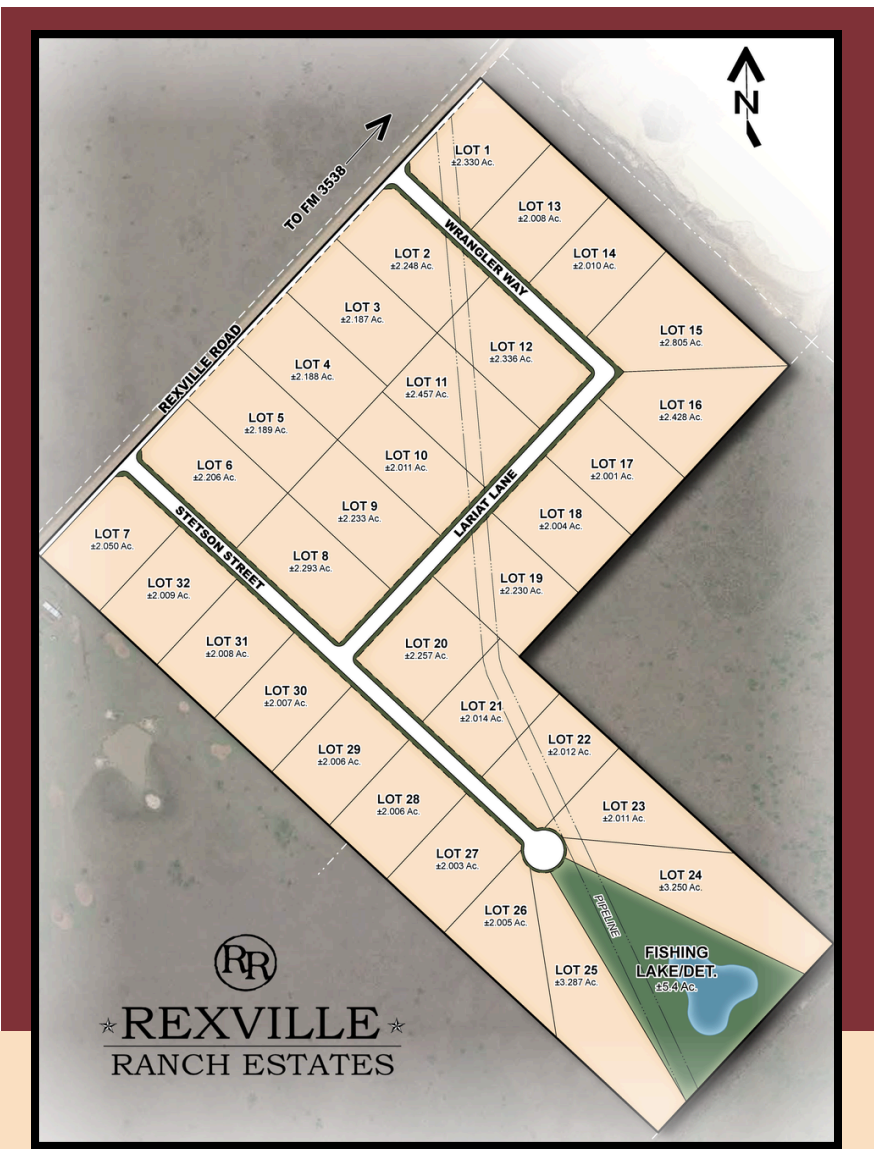 N
TO FM 3538
REXVILLE ROAD
WRANGLER WAY
LARIAT LANE
STETSON STREET
LOT 1
±2.330 Ac.
LOT 13
±2.008 Ac.
LOT 14
±2.010 Ac.
LOT 2
±2.248 Ac.
LOT 3
±2.187 Ac.
LOT 15
±2.805 Ac.
LOT 12
±2.336 Ac.
LOT 4
±2.188 Ac.
LOT 11
±2.457 Ac.
LOT 16
±2.428 Ac.
LOT 5
±2.189 Ac.
LOT 10
±2.011 Ac.
LOT 17
±2.001 Ac.
LOT 6
±2.206 Ac.
LOT 9
±2.233 Ac.
LOT 18
±2.004 Ac.
LOT 7
±2.050 Ac.
LOT 8
±2.293 Ac.
LOT 19
±2.230 Ac.
LOT 32
±2.009 Ac.
LOT 31
±2.008 Ac.
LOT 20
±2.257 Ac.
LOT 30
±2.007 Ac.
LOT 21
±2.014 Ac.
LOT 29
±2.006 Ac.
LOT 22
±2.012 Ac.
LOT 28
±2.006 Ac.
LOT 23
±2.011 Ac.
LOT 27
±2.003 Ac.
LOT 24
±3.250 Ac.
LOT 26
±2.005 Ac.
PIPELINE
LOT 25
±3.287 Ac.
FISHING
LAKE/DET.
±5.4 Ac.
RR
REXVILLE
RANCH ESTATES